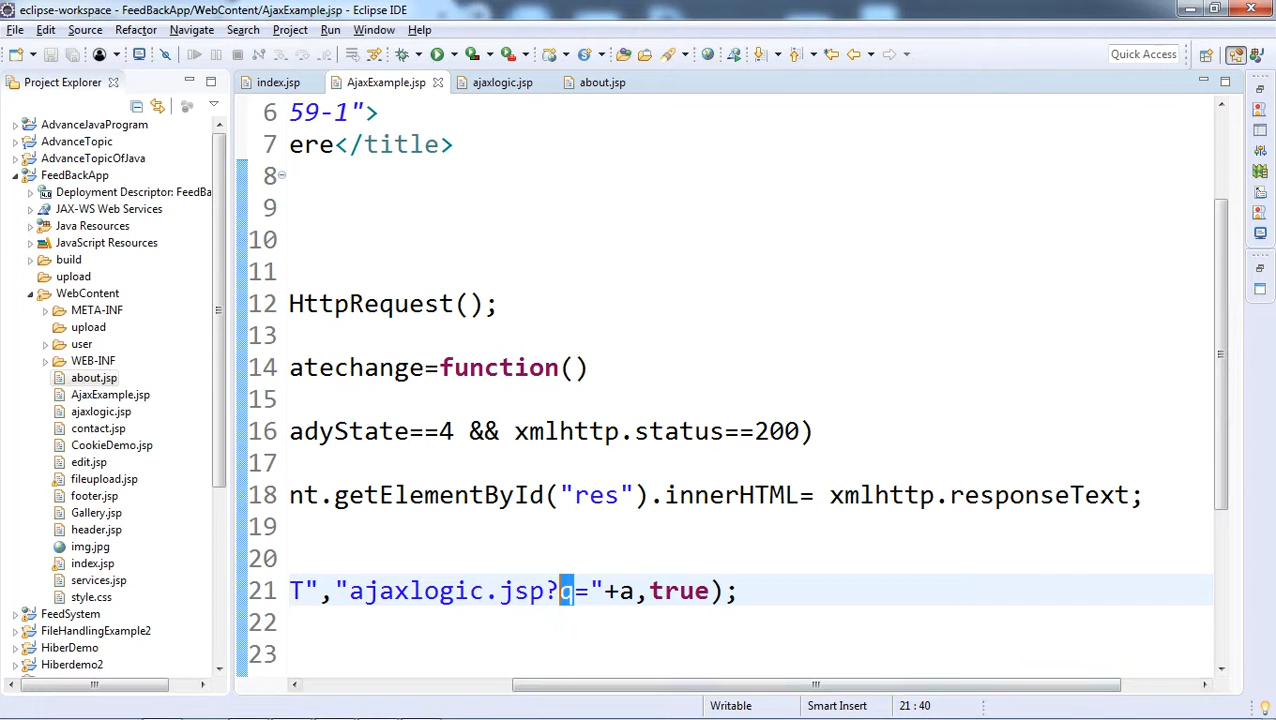 eclipse-workspace - FeedBackApp/WebContent/AjaxExample.jsp - Eclipse IDE
File Edit Source Refactor Navigate Search Project Run Window Help
Quick Access
Project Explorer
index.jsp AjaxExample.jsp ajaxlogic.jsp about.jsp
AdvanceJavaProgram
AdvanceTopic
AdvanceTopicOfJava
FeedBackApp
Deployment Descriptor: FeedBa
JAX-WS Web Services
Java Resources
JavaScript Resources
build
upload
WebContent
META-INF
upload
user
WEB-INF
about.jsp
AjaxExample.jsp
ajaxlogic.jsp
contact.jsp
CookieDemo.jsp
edit.jsp
fileupload.jsp
footer.jsp
Gallery.jsp
header.jsp
img.jpg
index.jsp
services.jsp
style.css
FeedSystem
FileHandlingExample2
HiberDemo
Hiberdemo2
6 59-1">
7 ere</title>
8
9
10
11
12 HttpRequest();
13
14 atechange=function()
15
16 adyState==4 && xmlhttp.status==200)
17
18 nt.getElementById("res").innerHTML= xmlhttp.responseText;
19
20
21 T","ajaxlogic.jsp?q="+a,true);
22
23
Writable Smart Insert 21 : 40